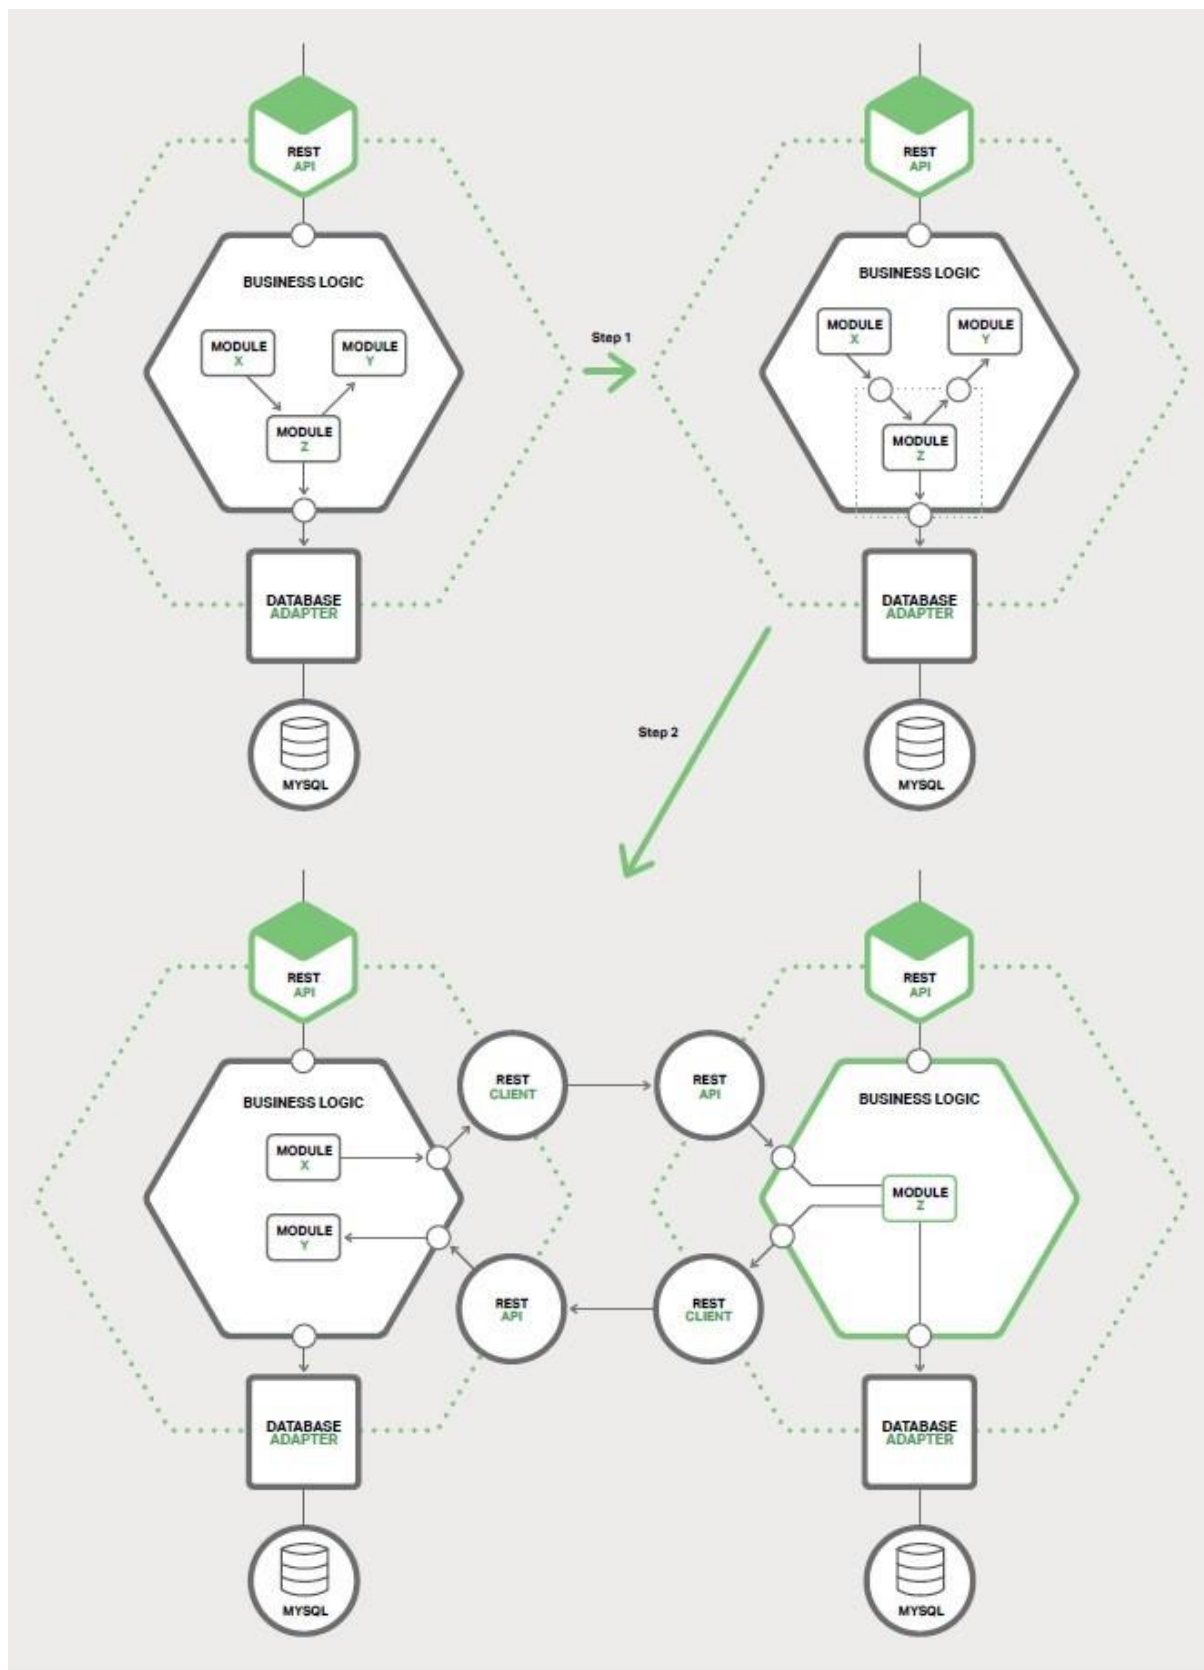 REST
API
BUSINESS LOGIC
MODULE
X
MODULE
Y
MODULE
Z
DATABASE
ADAPTER
MYSQL
Step 1
REST
API
BUSINESS LOGIC
MODULE
X
MODULE
Y
MODULE
Z
DATABASE
ADAPTER
MYSQL
Step 2
REST
API
BUSINESS LOGIC
MODULE
X
MODULE
Y
REST
CLIENT
REST
API
DATABASE
ADAPTER
MYSQL
REST
API
REST
API
BUSINESS LOGIC
MODULE
Z
REST
CLIENT
DATABASE
ADAPTER
MYSQL